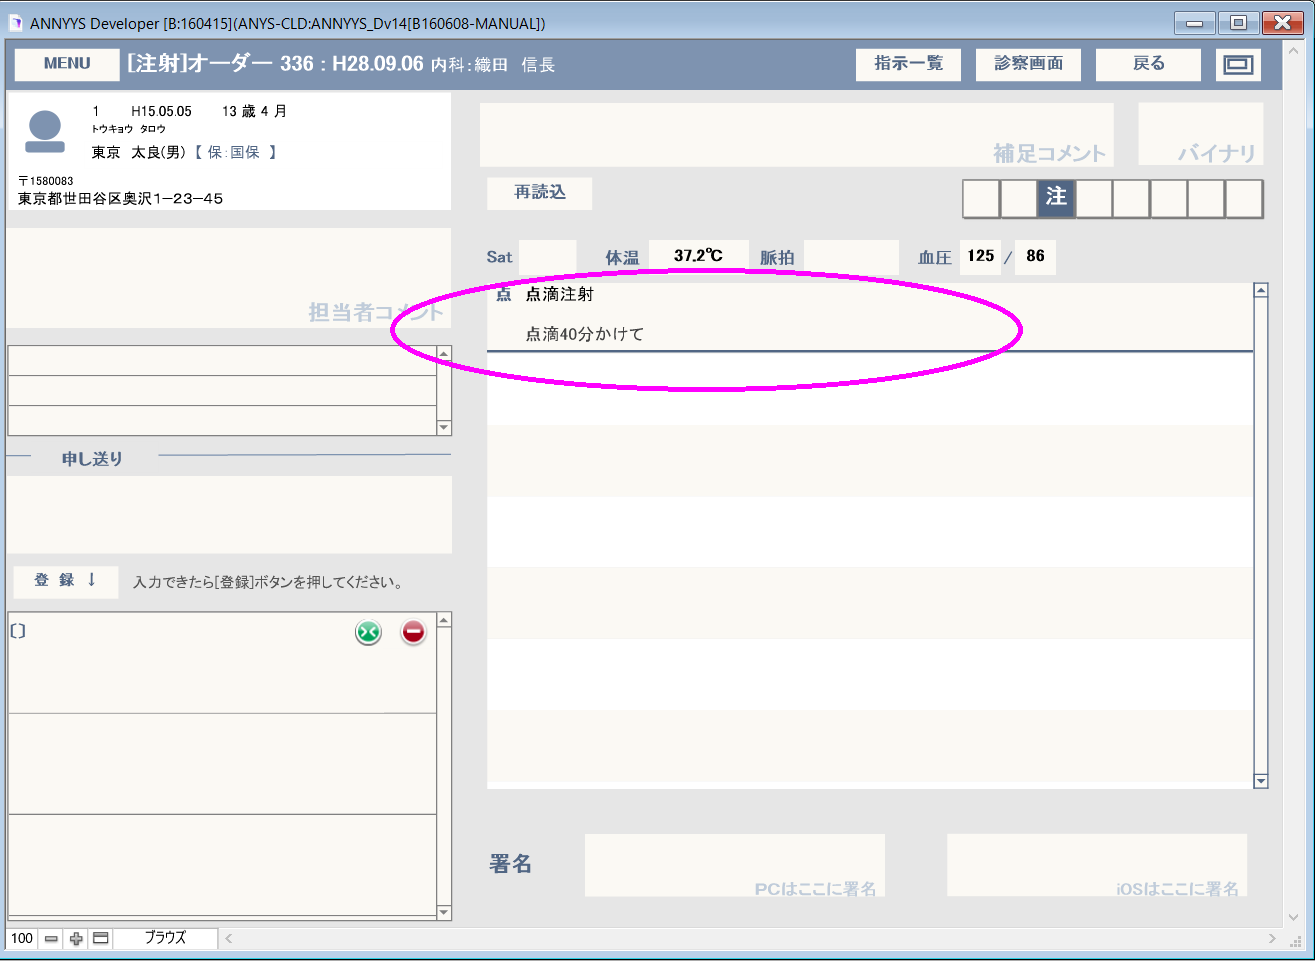 ANNYYS Developer [B:160415](ANYS-CLD:ANNYYS_Dv14[B160608-MANUAL])
MENU
[注射]オーダー 336 : H28.09.06 内科:織田 信長
指示一覧
診察画面
戻る
1 H15.05.05 13 歳 4 月
トウキョウ タロウ
東京 太良(男)【 保:国保 】
〒1580083
東京都世田谷区奥沢1-23-45
補足コメント
バイナリ
再読込
注
Sat 体温 37.2℃ 脈拍 血圧 125 / 86
担当者コメント
点 点滴注射
点滴40分かけて
申し送り
登 録 ↓ 入力できたら[登録]ボタンを押してください。
[]
署名
PCはここに署名
iOSはここに署名
100
ブラウズ